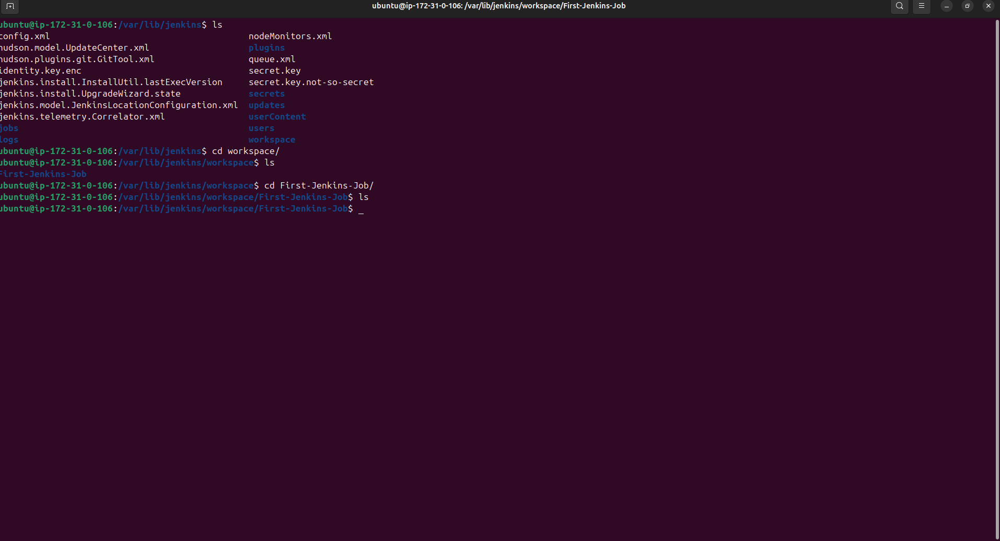 ubuntu@ip-172-31-0-106: /var/lib/jenkins/workspace/First-Jenkins-Job
ubuntu@ip-172-31-0-106:/var/lib/jenkins$ ls
config.xml nodeMonitors.xml
hudson.model.UpdateCenter.xml plugins
hudson.plugins.git.GitTool.xml queue.xml
identity.key.enc secret.key
jenkins.install.InstallUtil.lastExecVersion secret.key.not-so-secret
jenkins.install.UpgradeWizard.state secrets
jenkins.model.JenkinsLocationConfiguration.xml updates
jenkins.telemetry.Correlator.xml userContent
jobs users
logs workspace
ubuntu@ip-172-31-0-106:/var/lib/jenkins$ cd workspace/
ubuntu@ip-172-31-0-106:/var/lib/jenkins/workspace$ ls
First-Jenkins-Job
ubuntu@ip-172-31-0-106:/var/lib/jenkins/workspace$ cd First-Jenkins-Job/
ubuntu@ip-172-31-0-106:/var/lib/jenkins/workspace/First-Jenkins-Job$ ls
ubuntu@ip-172-31-0-106:/var/lib/jenkins/workspace/First-Jenkins-Job$ _